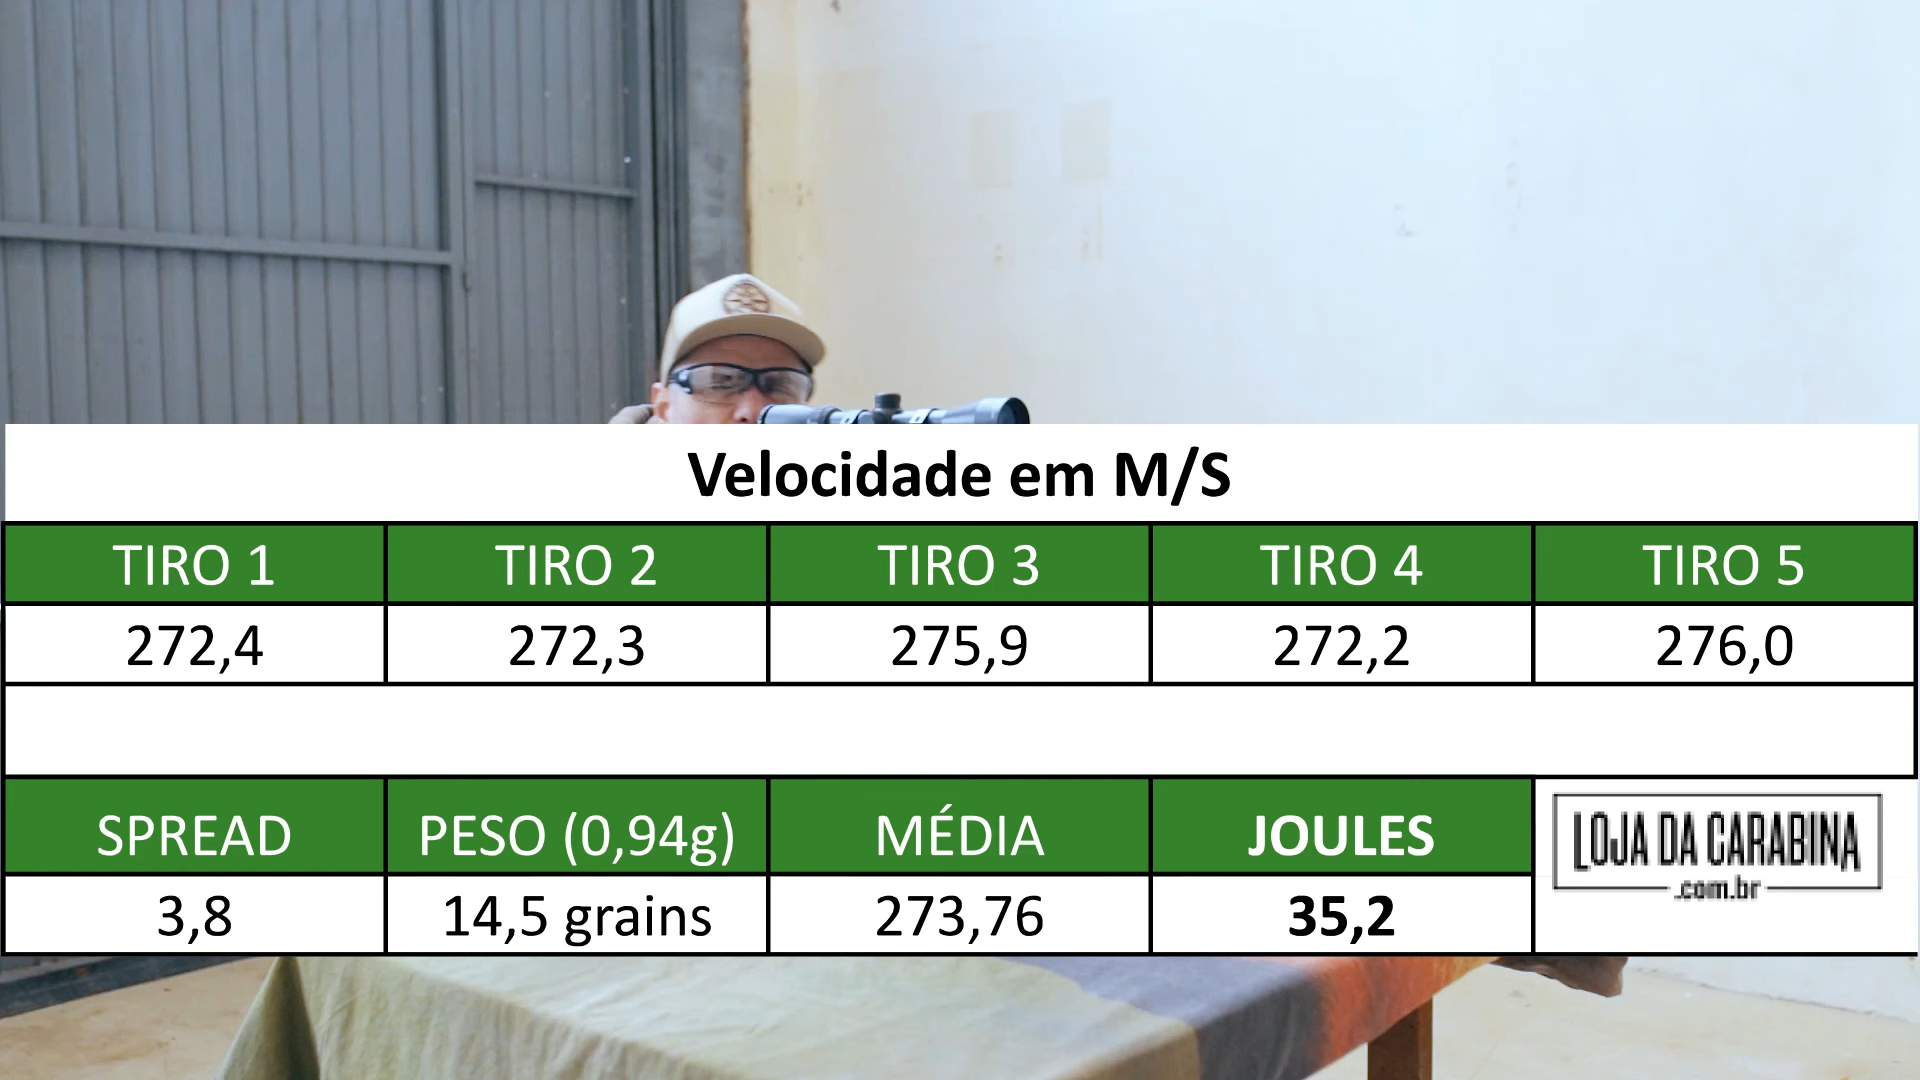 Velocidade em M/S
TIRO 1 TIRO 2 TIRO 3 TIRO 4 TIRO 5
272,4 272,3 275,9 272,2 276,0
SPREAD PESO (0,94g) MÉDIA JOULES
3,8 14,5 grains 273,76 35,2
LOJA DA CARABINA
.com.br